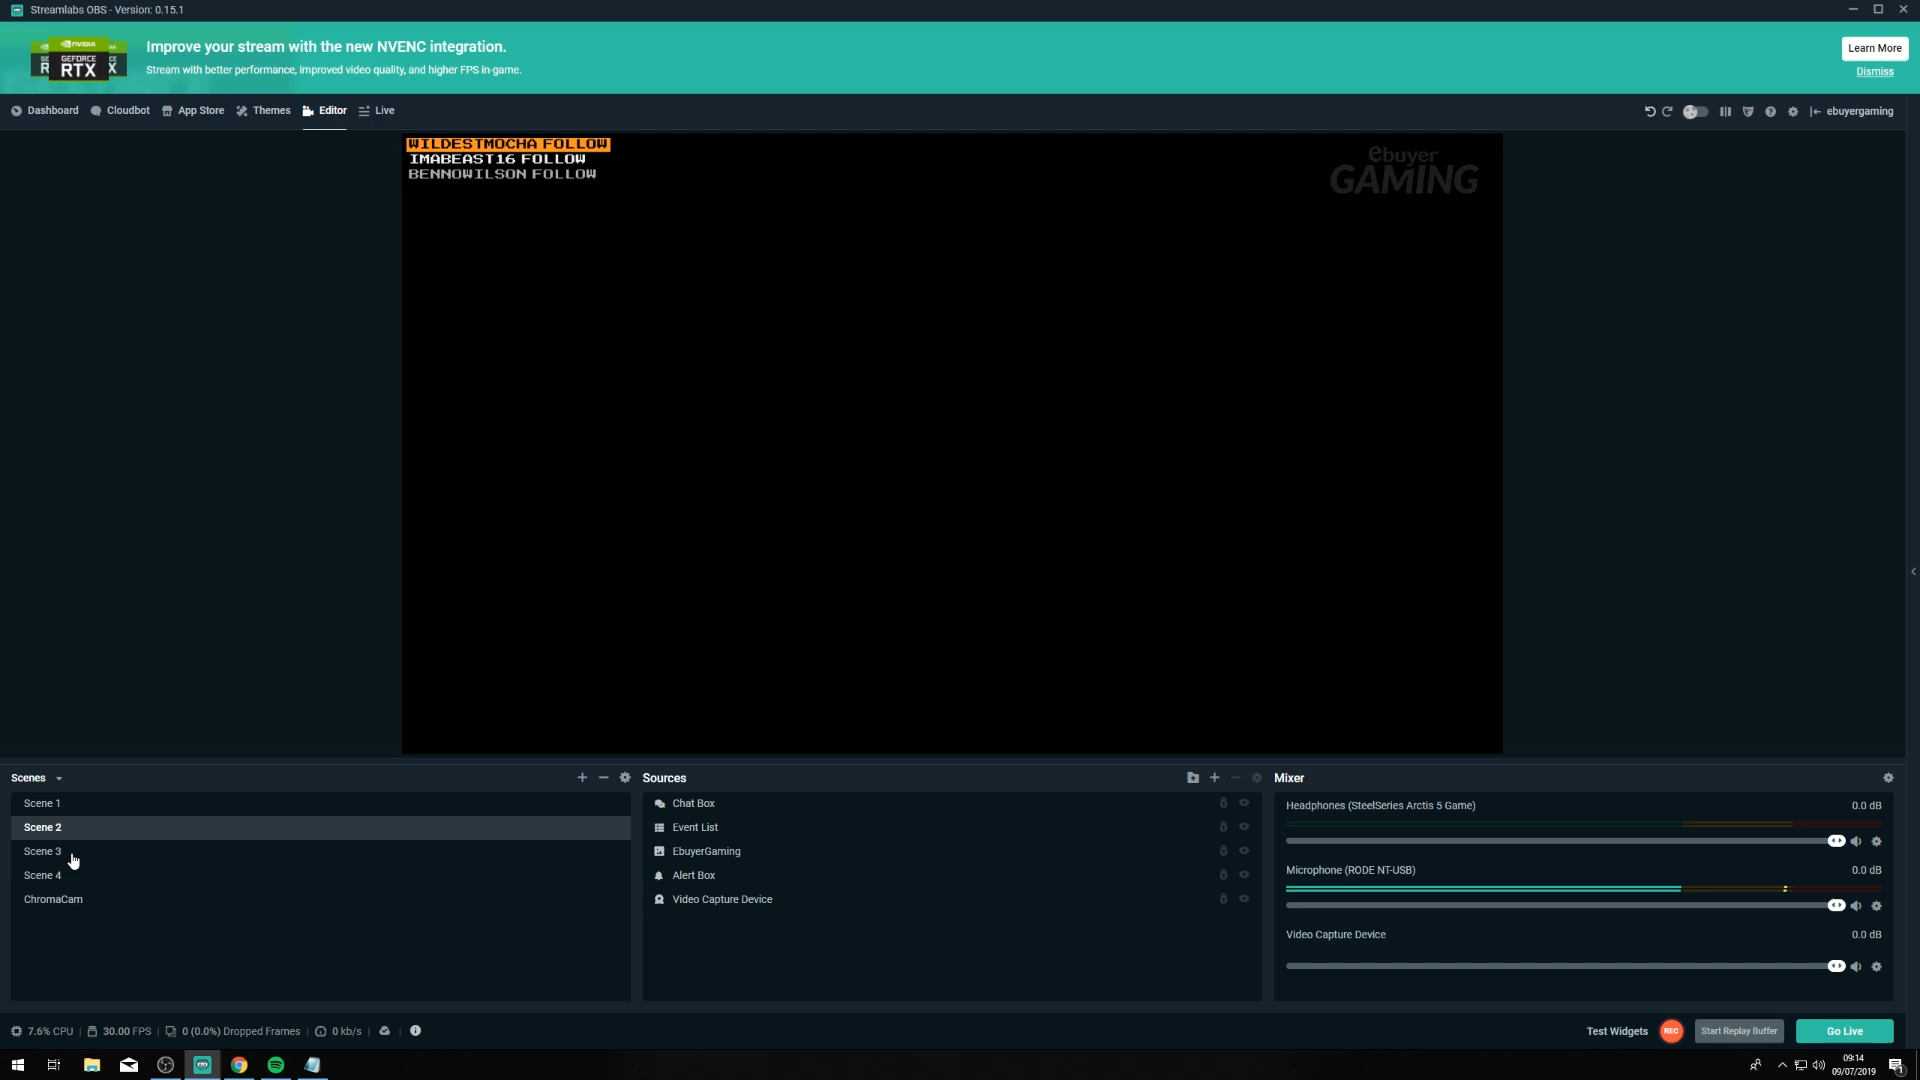 Streamlabs OBS - Version: 0.15.1
NVIDIA
GEFORCE
RTX
Improve your stream with the new NVENC integration.
Stream with better performance, improved video quality, and higher FPS in-game.
Learn More
Dismiss
Dashboard Cloudbot App Store Themes Editor Live
ebuyergaming
WILDESTMOCHA FOLLOW
IMABEAST16 FOLLOW
BENNOWILSON FOLLOW
ebuyer
GAMING
Scenes
Scene 1
Scene 2
Scene 3
Scene 4
ChromaCam
Sources
Chat Box
Event List
EbuyerGaming
Alert Box
Video Capture Device
Mixer
Headphones (SteelSeries Arctis 5 Game) 0.0 dB
Microphone (RODE NT-USB) 0.0 dB
Video Capture Device 0.0 dB
7.6% CPU 30.00 FPS 0 (0.0%) Dropped Frames 0 kb/s
Test Widgets REC Start Replay Buffer Go Live
09:14
09/07/2019
1